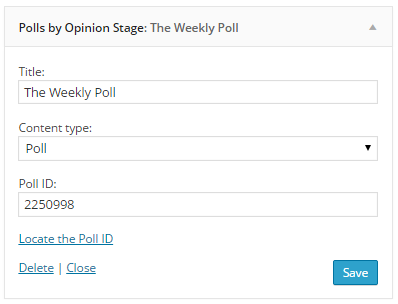 Polls by Opinion Stage: The Weekly Poll
Title:
The Weekly Poll
Content type:
Poll
Poll ID:
2250998
Locate the Poll ID
Delete | Close
Save